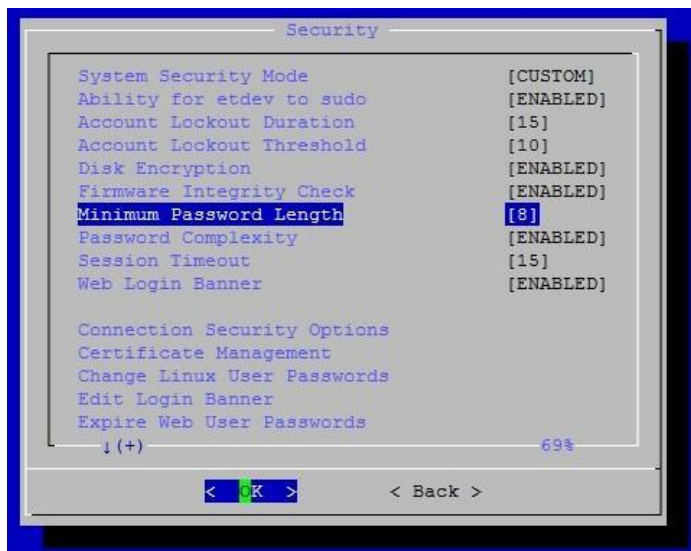 Security
System Security Mode [CUSTOM]
Ability for etdev to sudo [ENABLED]
Account Lockout Duration [15]
Account Lockout Threshold [10]
Disk Encryption [ENABLED]
Firmware Integrity Check [ENABLED]
Minimum Password Length [8]
Password Complexity [ENABLED]
Session Timeout [15]
Web Login Banner [ENABLED]
Connection Security Options
Certificate Management
Change Linux User Passwords
Edit Login Banner
Expire Web User Passwords
↓(+) 69%
< OK > < Back >